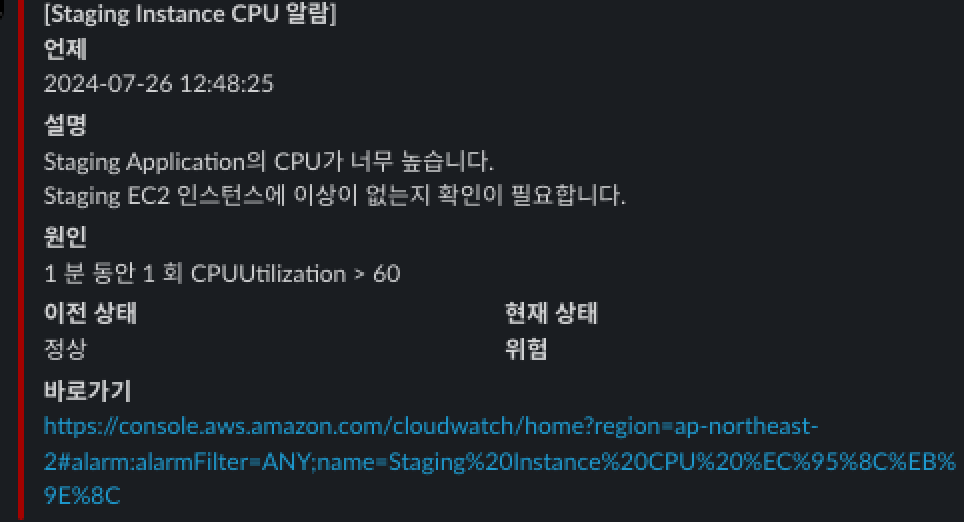 [Staging Instance CPU 알람]
언제
2024-07-26 12:48:25
설명
Staging Application의 CPU가 너무 높습니다.
Staging EC2 인스턴스에 이상이 없는지 확인이 필요합니다.
원인
1 분 동안 1 회 CPUUtilization > 60
이전 상태 현재 상태
정상 위험
바로가기
https://console.aws.amazon.com/cloudwatch/home?region=ap-northeast-
2#alarm:alarmFilter=ANY;name=Staging%20Instance%20CPU%20%EC%95%8C%EB%
9E%8C